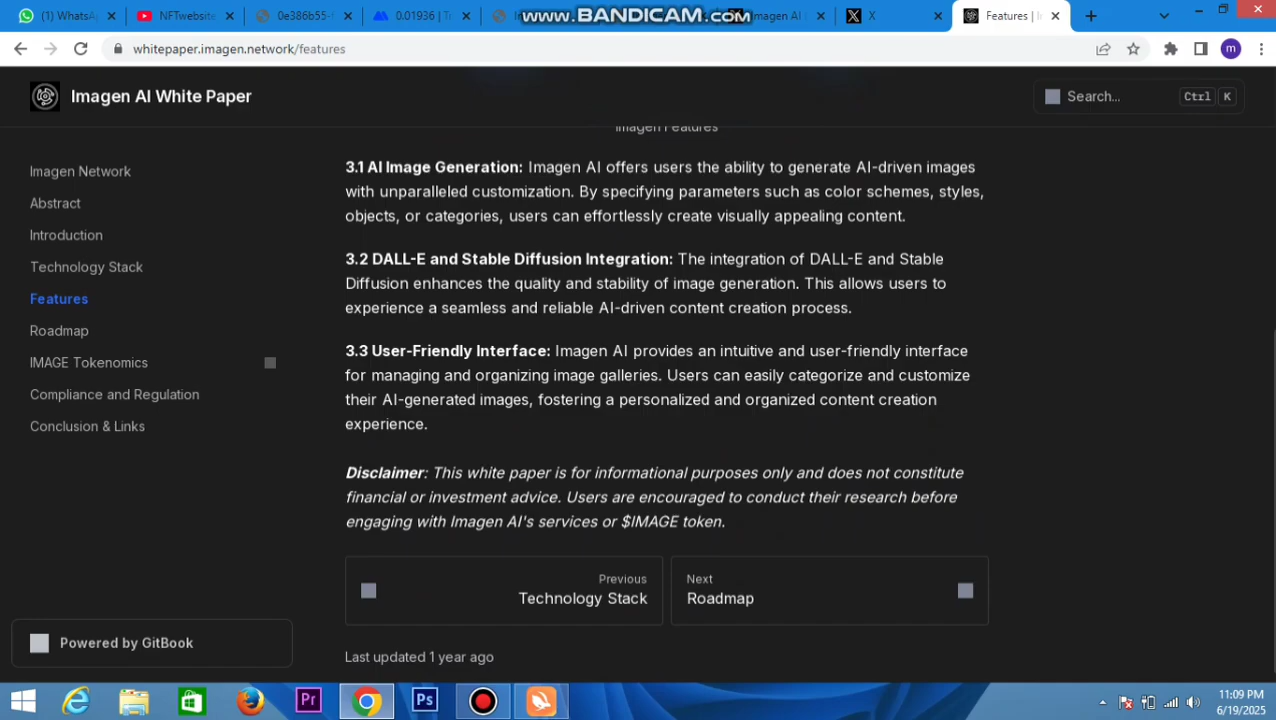 (1) WhatsA
NFTwebsite
0e386b55-
0.01936 | T
www.BANDICAM.com
Imagen AI
X
Features |
whitepaper.imagen.network/features
m
Imagen AI White Paper
Search...
Ctrl K
Imagen Features
Imagen Network
Abstract
Introduction
Technology Stack
Features
Roadmap
IMAGE Tokenomics
Compliance and Regulation
Conclusion & Links
3.1 AI Image Generation: Imagen AI offers users the ability to generate AI-driven images
with unparalleled customization. By specifying parameters such as color schemes, styles,
objects, or categories, users can effortlessly create visually appealing content.
3.2 DALL-E and Stable Diffusion Integration: The integration of DALL-E and Stable
Diffusion enhances the quality and stability of image generation. This allows users to
experience a seamless and reliable AI-driven content creation process.
3.3 User-Friendly Interface: Imagen AI provides an intuitive and user-friendly interface
for managing and organizing image galleries. Users can easily categorize and customize
their AI-generated images, fostering a personalized and organized content creation
experience.
Disclaimer: This white paper is for informational purposes only and does not constitute
financial or investment advice. Users are encouraged to conduct their research before
engaging with Imagen AI's services or $IMAGE token.
Previous
Technology Stack
Next
Roadmap
Powered by GitBook
Last updated 1 year ago
Pr
Ps
11:09 PM
6/19/2025